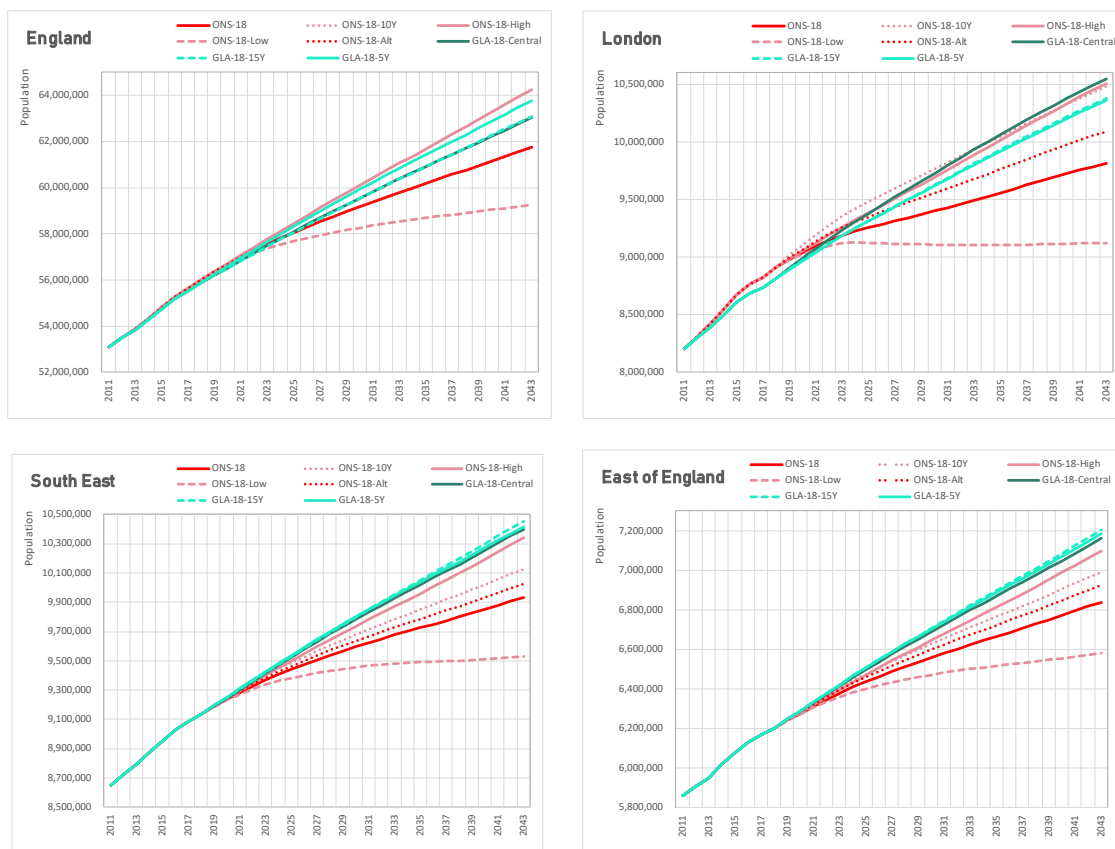 England
ONS-18 ONS-18-10Y ONS-18-High
ONS-18-Low ONS-18-Alt GLA-18-Central
GLA-18-15Y GLA-18-5Y
Population
64,000,000
62,000,000
60,000,000
58,000,000
56,000,000
54,000,000
52,000,000
2011 2013 2015 2017 2019 2021 2023 2025 2027 2029 2031 2033 2035 2037 2039 2041 2043
London
ONS-18 ONS-18-10Y ONS-18-High
ONS-18-Low ONS-18-Alt GLA-18-Central
GLA-18-15Y GLA-18-5Y
Population
10,500,000
10,000,000
9,500,000
9,000,000
8,500,000
8,000,000
2011 2013 2015 2017 2019 2021 2023 2025 2027 2029 2031 2033 2035 2037 2039 2041 2043
South East
ONS-18 ONS-18-10Y ONS-18-High
ONS-18-Low ONS-18-Alt GLA-18-Central
GLA-18-15Y GLA-18-5Y
Population
10,500,000
10,300,000
10,100,000
9,900,000
9,700,000
9,500,000
9,300,000
9,100,000
8,900,000
8,700,000
8,500,000
2011 2013 2015 2017 2019 2021 2023 2025 2027 2029 2031 2033 2035 2037 2039 2041 2043
East of England
ONS-18 ONS-18-10Y ONS-18-High
ONS-18-Low ONS-18-Alt GLA-18-Central
GLA-18-15Y GLA-18-5Y
Population
7,200,000
7,000,000
6,800,000
6,600,000
6,400,000
6,200,000
6,000,000
5,800,000
2011 2013 2015 2017 2019 2021 2023 2025 2027 2029 2031 2033 2035 2037 2039 2041 2043